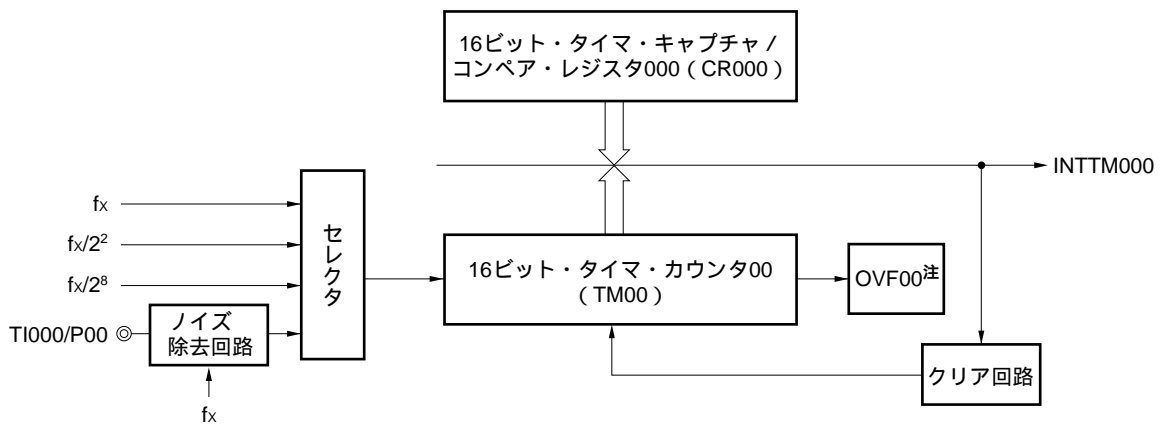 16ビット・タイマ・キャプチャ/
コンペア・レジスタ000(CR000)
INTTM000
fX
fX/2²
fX/2⁸
TI000/P00
ノイズ
除去回路
fX
セレクタ
16ビット・タイマ・カウンタ00
(TM00)
OVF00注
クリア回路